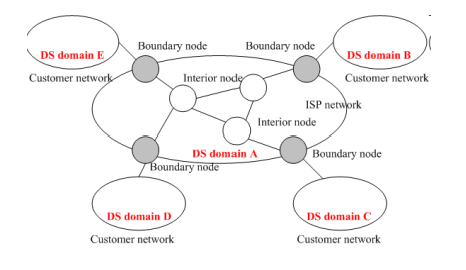 Boundary node
Boundary node
DS domain E
DS domain B
Customer network
Interior node
Customer network
ISP network
Interior node
DS domain A
Boundary node
Boundary node
DS domain D
DS domain C
Customer network
Customer network